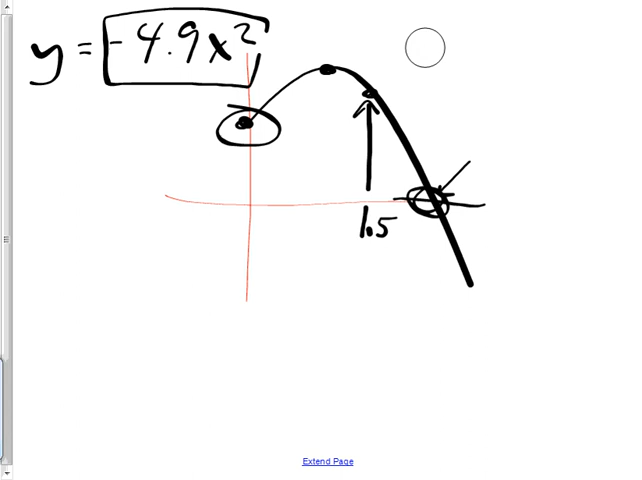 y = -4.9x²
1.5
Extend Page